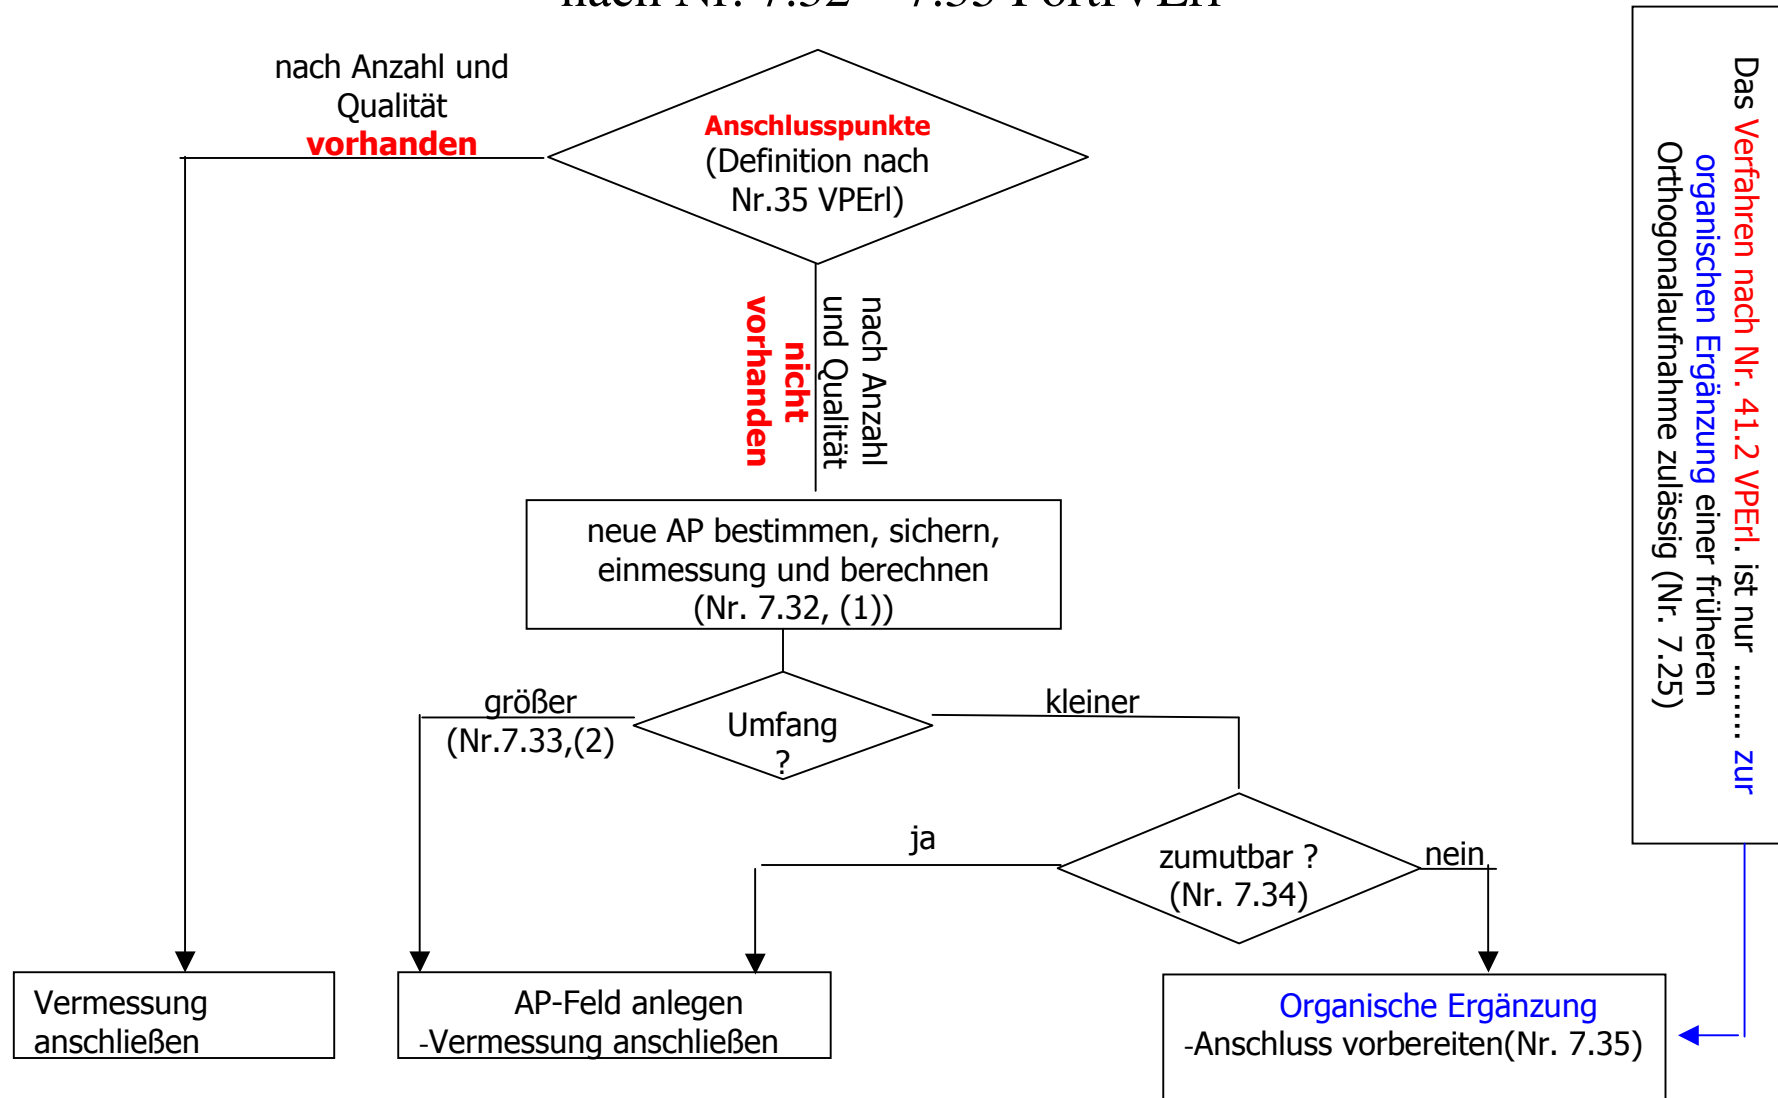 nach Anzahl und
Qualität
vorhanden
Anschlusspunkte
(Definition nach
Nr.35 VPErl)
nach Anzahl
und Qualität
nicht
vorhanden
neue AP bestimmen, sichern,
einmessung und berechnen
(Nr. 7.32, (1))
größer
(Nr.7.33,(2)
Umfang
?
kleiner
ja
zumutbar ?
(Nr. 7.34)
nein
Vermessung
anschließen
AP-Feld anlegen
-Vermessung anschließen
Organische Ergänzung
-Anschluss vorbereiten(Nr. 7.35)
Das Verfahren nach Nr. 41.2 VPErl. ist nur ........ zur
organischen Ergänzung einer früheren
Orthogonalaufnahme zulässig (Nr. 7.25)